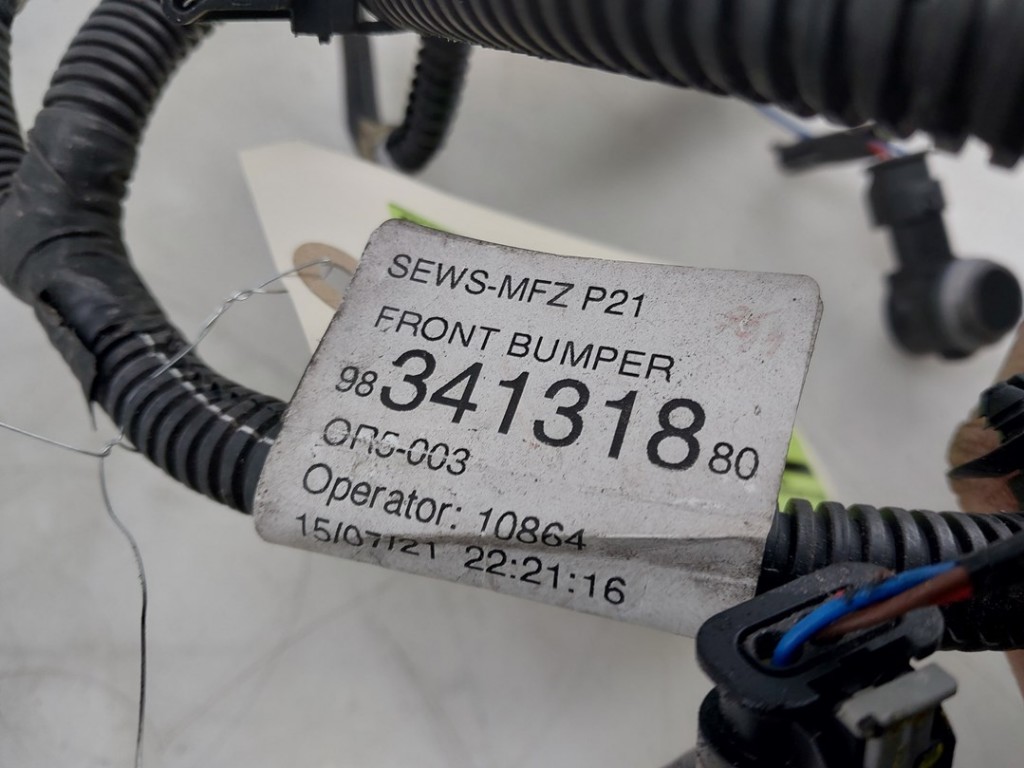 SEWS-MFZ P21
FRONT BUMPER
98 341318 80
OR5-003
Operator: 10864
15/07/21 22:21:16